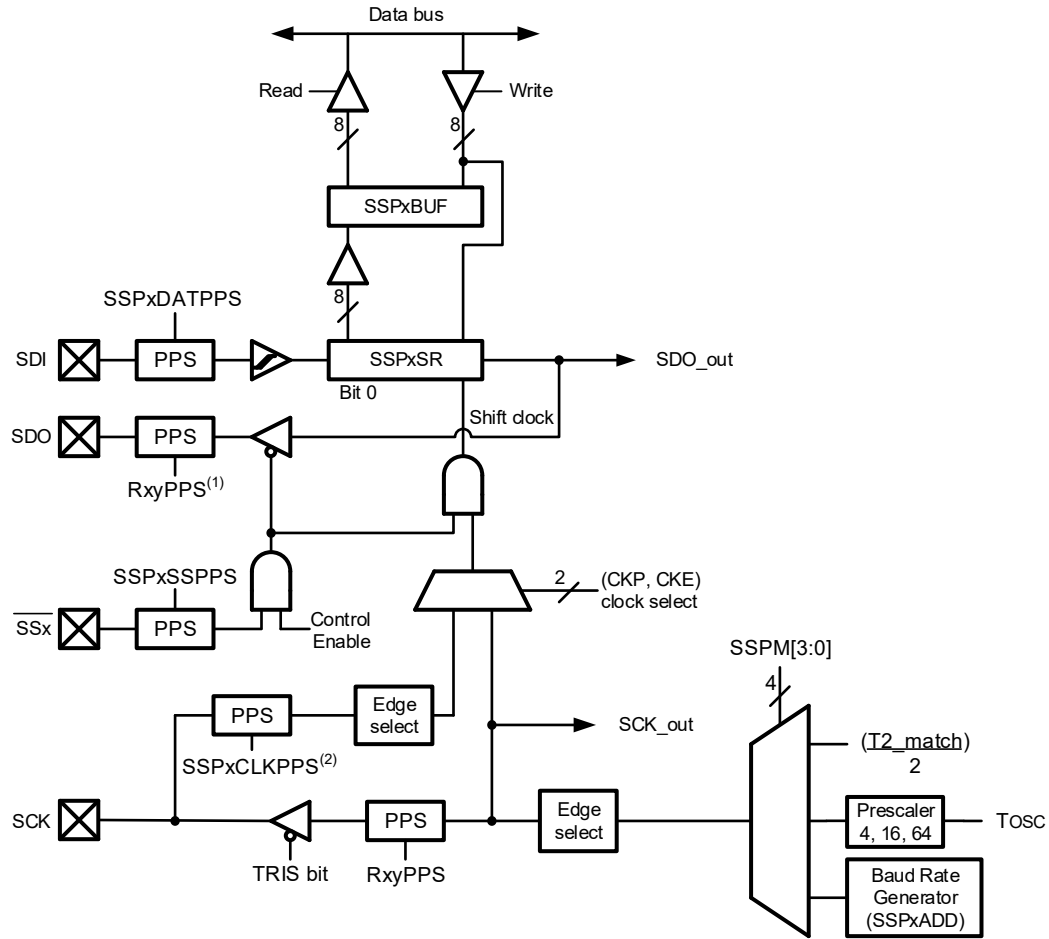 Data bus
Read
Write
8
8
SSPxBUF
8
SSPxDATPPS
SDI
PPS
SSPxSR
SDO_out
Bit 0
Shift clock
SDO
PPS
RxyPPS(1)
SSPxSSPPS
2
(CKP, CKE)
clock select
SSx
PPS
Control
Enable
SSPM[3:0]
4
PPS
Edge
select
SCK_out
(T2_match)
2
SSPxCLKPPS(2)
SCK
PPS
Edge
select
Prescaler
4, 16, 64
TOSC
TRIS bit
RxyPPS
Baud Rate
Generator
(SSPxADD)